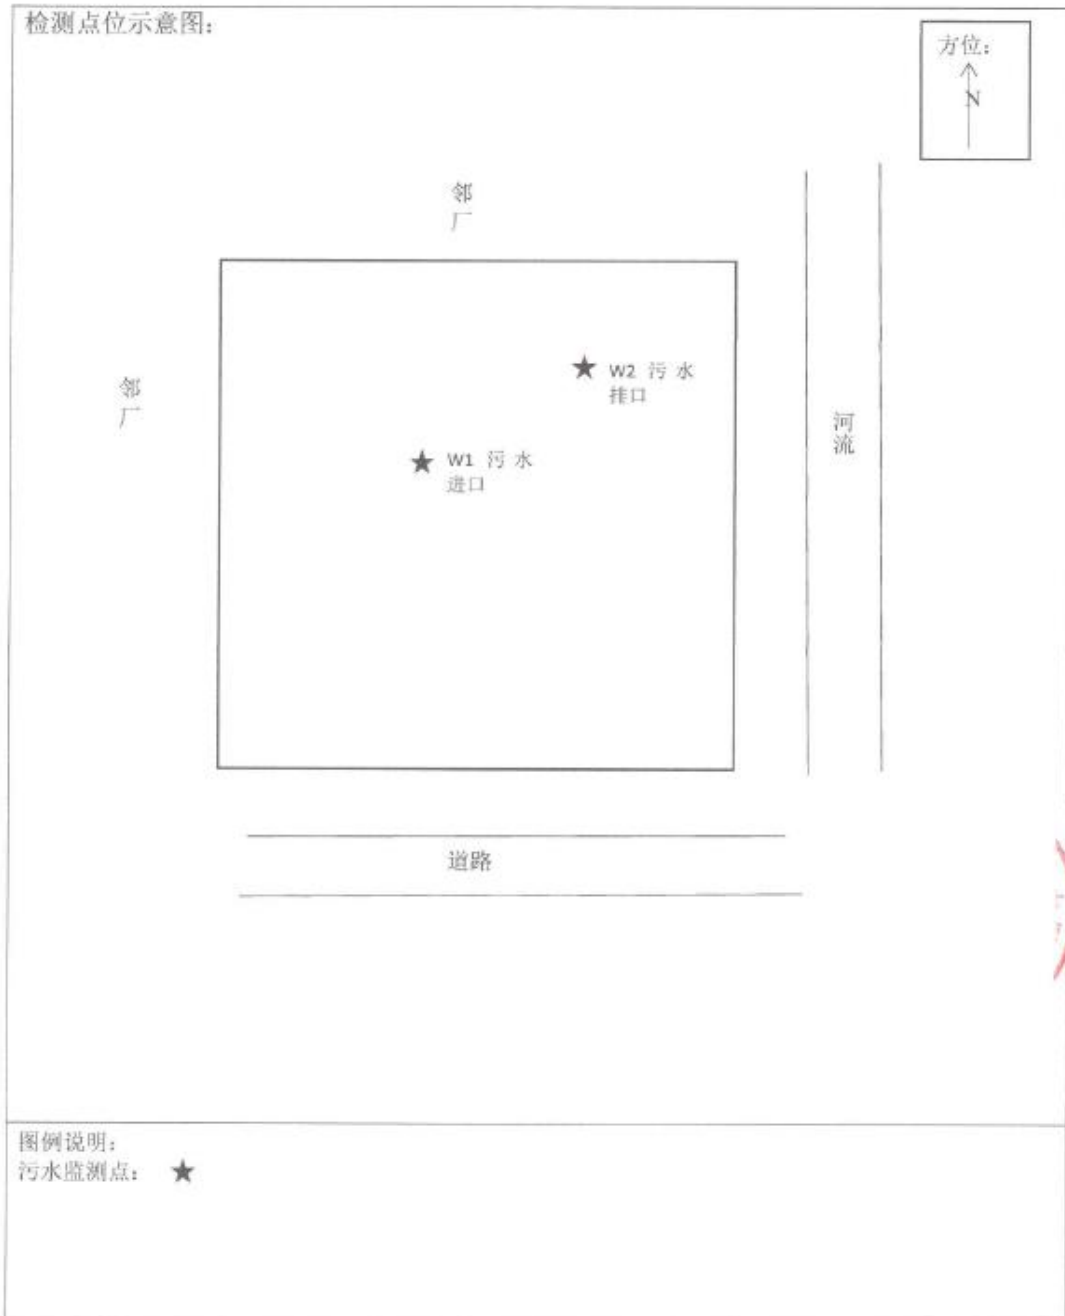 检测点位示意图：
方位：
N
邻
厂
W2 污 水
排口
邻
厂
河
流
W1 污 水
进口
道路
图例说明：
污水监测点： ★